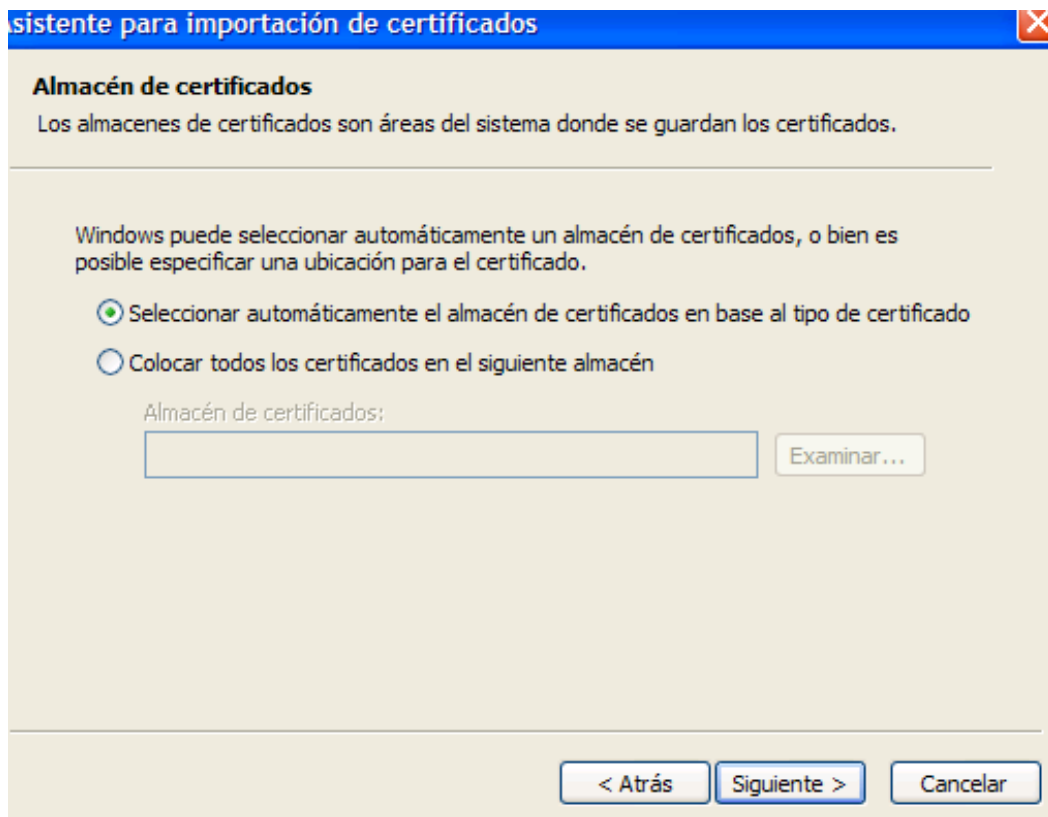 Asistente para importación de certificados
Almacén de certificados
Los almacenes de certificados son áreas del sistema donde se guardan los certificados.
Windows puede seleccionar automáticamente un almacén de certificados, o bien es
posible especificar una ubicación para el certificado.
Seleccionar automáticamente el almacén de certificados en base al tipo de certificado
Colocar todos los certificados en el siguiente almacén
Almacén de certificados:
Examinar...
< Atrás Siguiente > Cancelar